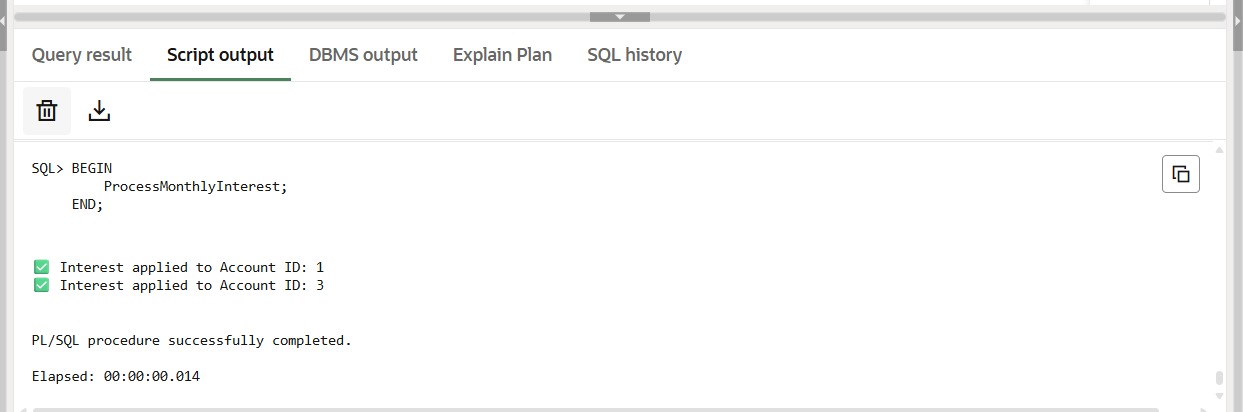 Query result Script output DBMS output Explain Plan SQL history
SQL> BEGIN
ProcessMonthlyInterest;
END;
✅ Interest applied to Account ID: 1
✅ Interest applied to Account ID: 3
PL/SQL procedure successfully completed.
Elapsed: 00:00:00.014